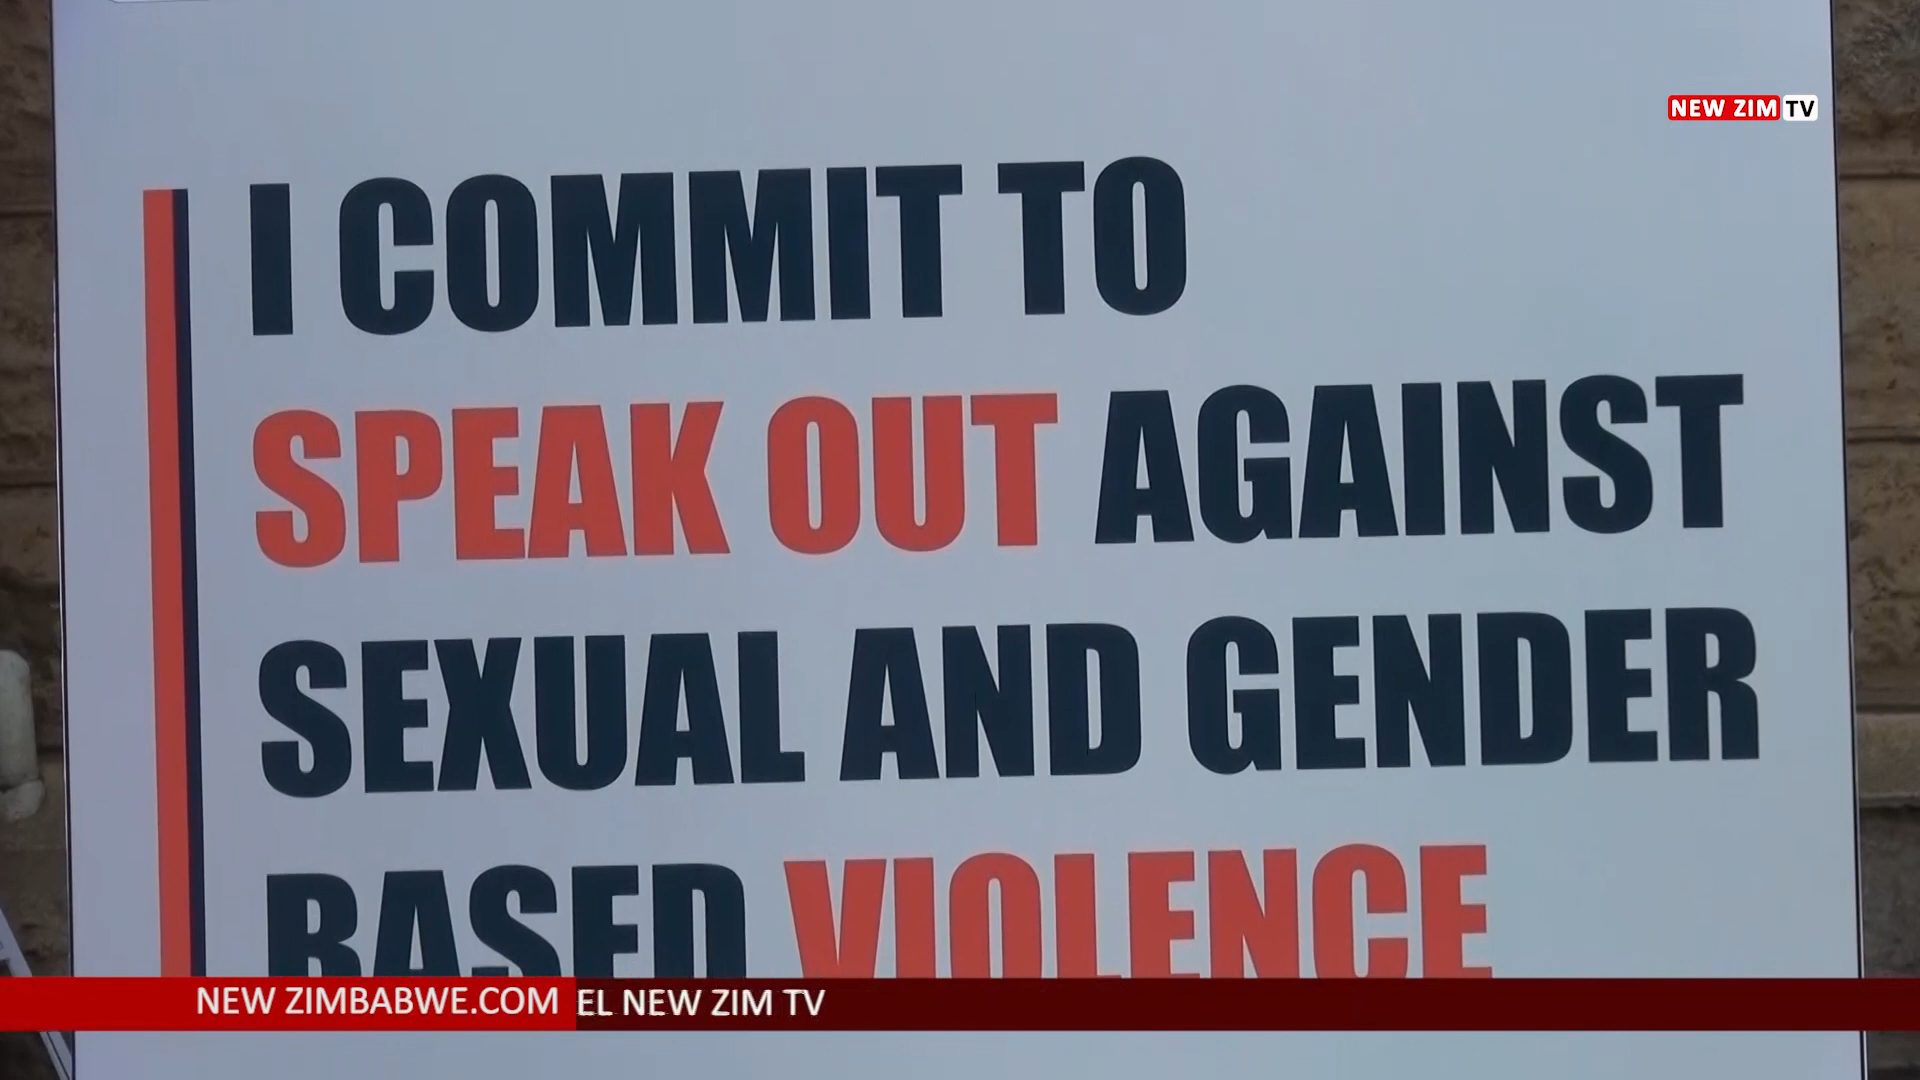 NEW ZIM TV
I COMMIT TO
SPEAK OUT AGAINST
SEXUAL AND GENDER
BASED VIOLENCE
NEW ZIMBABWE.COM EL NEW ZIM TV